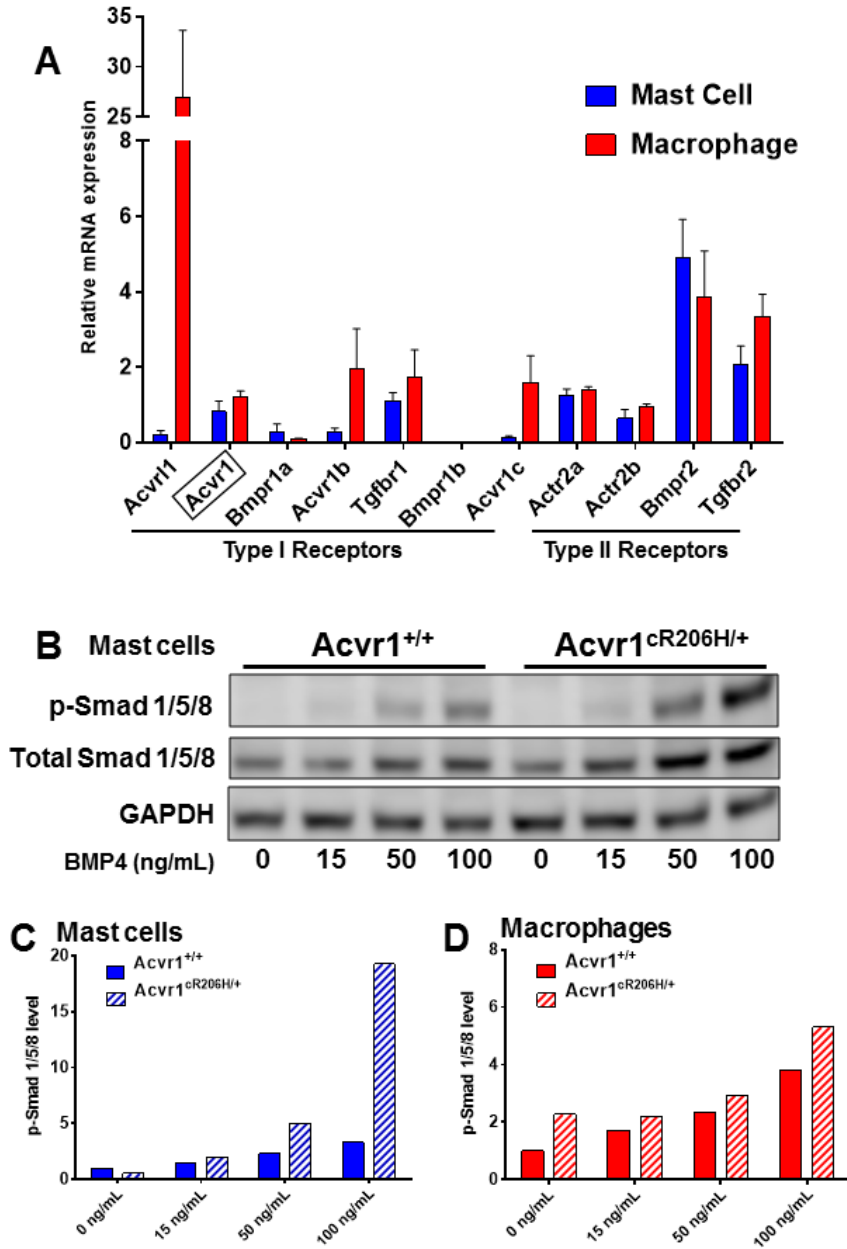 A
Relative mRNA expression
35
30
25
8
6
4
2
0
Mast Cell
Macrophage
Acvrl1
Acvr1
Bmpr1a
Acvr1b
Tgfbr1
Bmpr1b
Acvr1c
Actr2a
Actr2b
Bmpr2
Tgfbr2
Type I Receptors
Type II Receptors
B Mast cells Acvr1+/+ Acvr1cR206H/+
p-Smad 1/5/8
Total Smad 1/5/8
GAPDH
BMP4 (ng/mL) 0 15 50 100 0 15 50 100
C Mast cells
p-Smad 1/5/8 level
20
15
10
5
0
Acvr1+/+
Acvr1cR206H/+
0 ng/mL
15 ng/mL
50 ng/mL
100 ng/mL
D Macrophages
p-Smad 1/5/8 level
8
6
4
2
0
Acvr1+/+
Acvr1cR206H/+
0 ng/mL
15 ng/mL
50 ng/mL
100 ng/mL